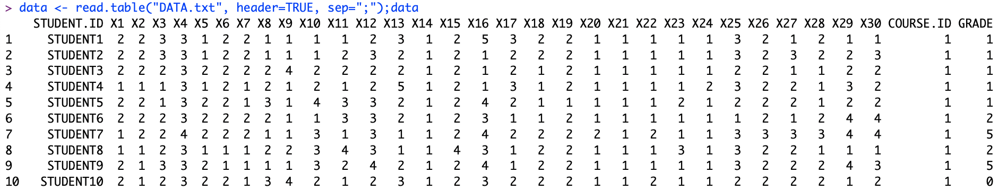 > data <- read.table("DATA.txt", header=TRUE, sep=";");data
STUDENT.ID X1 X2 X3 X4 X5 X6 X7 X8 X9 X10 X11 X12 X13 X14 X15 X16 X17 X18 X19 X20 X21 X22 X23 X24 X25 X26 X27 X28 X29 X30 COURSE.ID GRADE
1 STUDENT1 2 2 3 3 1 2 2 1 1 1 1 2 3 1 2 5 3 2 2 1 1 1 1 1 3 2 1 2 1 1 1 1
2 STUDENT2 2 2 3 3 1 2 2 1 1 1 2 3 2 1 2 1 2 2 2 1 1 1 1 1 3 2 3 2 2 3 1 1
3 STUDENT3 2 2 2 3 2 2 2 2 4 2 2 2 2 1 2 1 2 1 2 1 1 1 1 1 2 2 1 1 2 2 1 1
4 STUDENT4 1 1 1 3 1 2 1 2 1 2 1 2 5 1 2 1 3 1 2 1 1 1 1 2 3 2 2 1 3 2 1 1
5 STUDENT5 2 2 1 3 2 2 1 3 1 4 3 3 2 1 2 4 2 1 1 1 1 1 2 1 2 2 2 1 2 2 1 1
6 STUDENT6 2 2 2 3 2 2 2 2 1 1 3 3 2 1 2 3 1 1 2 1 1 1 1 1 1 2 1 2 4 4 1 2
7 STUDENT7 1 2 2 4 2 2 2 1 1 3 1 3 1 1 2 4 2 2 2 2 1 2 1 1 3 3 3 3 4 4 1 5
8 STUDENT8 1 1 2 3 1 1 1 2 2 3 4 3 1 1 4 3 1 2 2 1 1 1 3 1 3 2 2 1 1 1 1 2
9 STUDENT9 2 1 3 3 2 1 1 1 1 3 2 4 2 1 2 4 1 2 2 1 1 1 1 1 3 2 2 2 4 3 1 5
10 STUDENT10 2 1 2 3 2 2 1 3 4 2 1 2 3 1 2 3 2 2 2 1 1 2 1 1 2 2 2 2 1 2 1 0